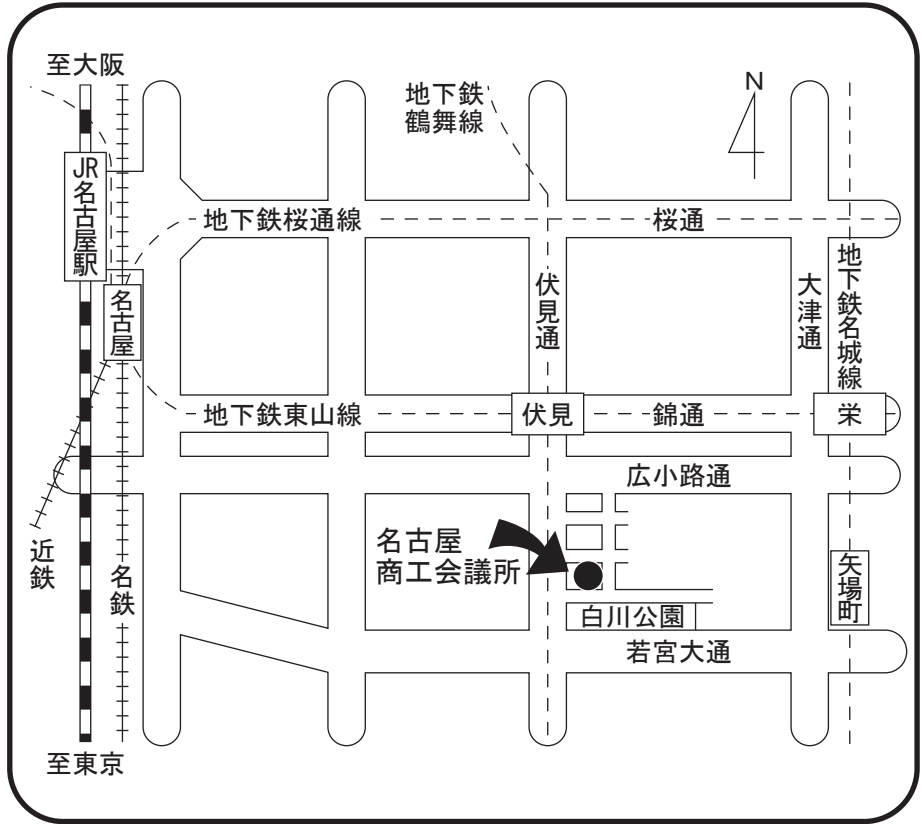 至大阪
地下鉄
鶴舞線
N
JR名古屋駅
地下鉄桜通線
桜通
名古屋
伏見通
大津通
地下鉄名城線
地下鉄東山線
伏見
錦通
栄
広小路通
近鉄
名鉄
名古屋
商工会議所
矢場町
白川公園
若宮大通
至東京